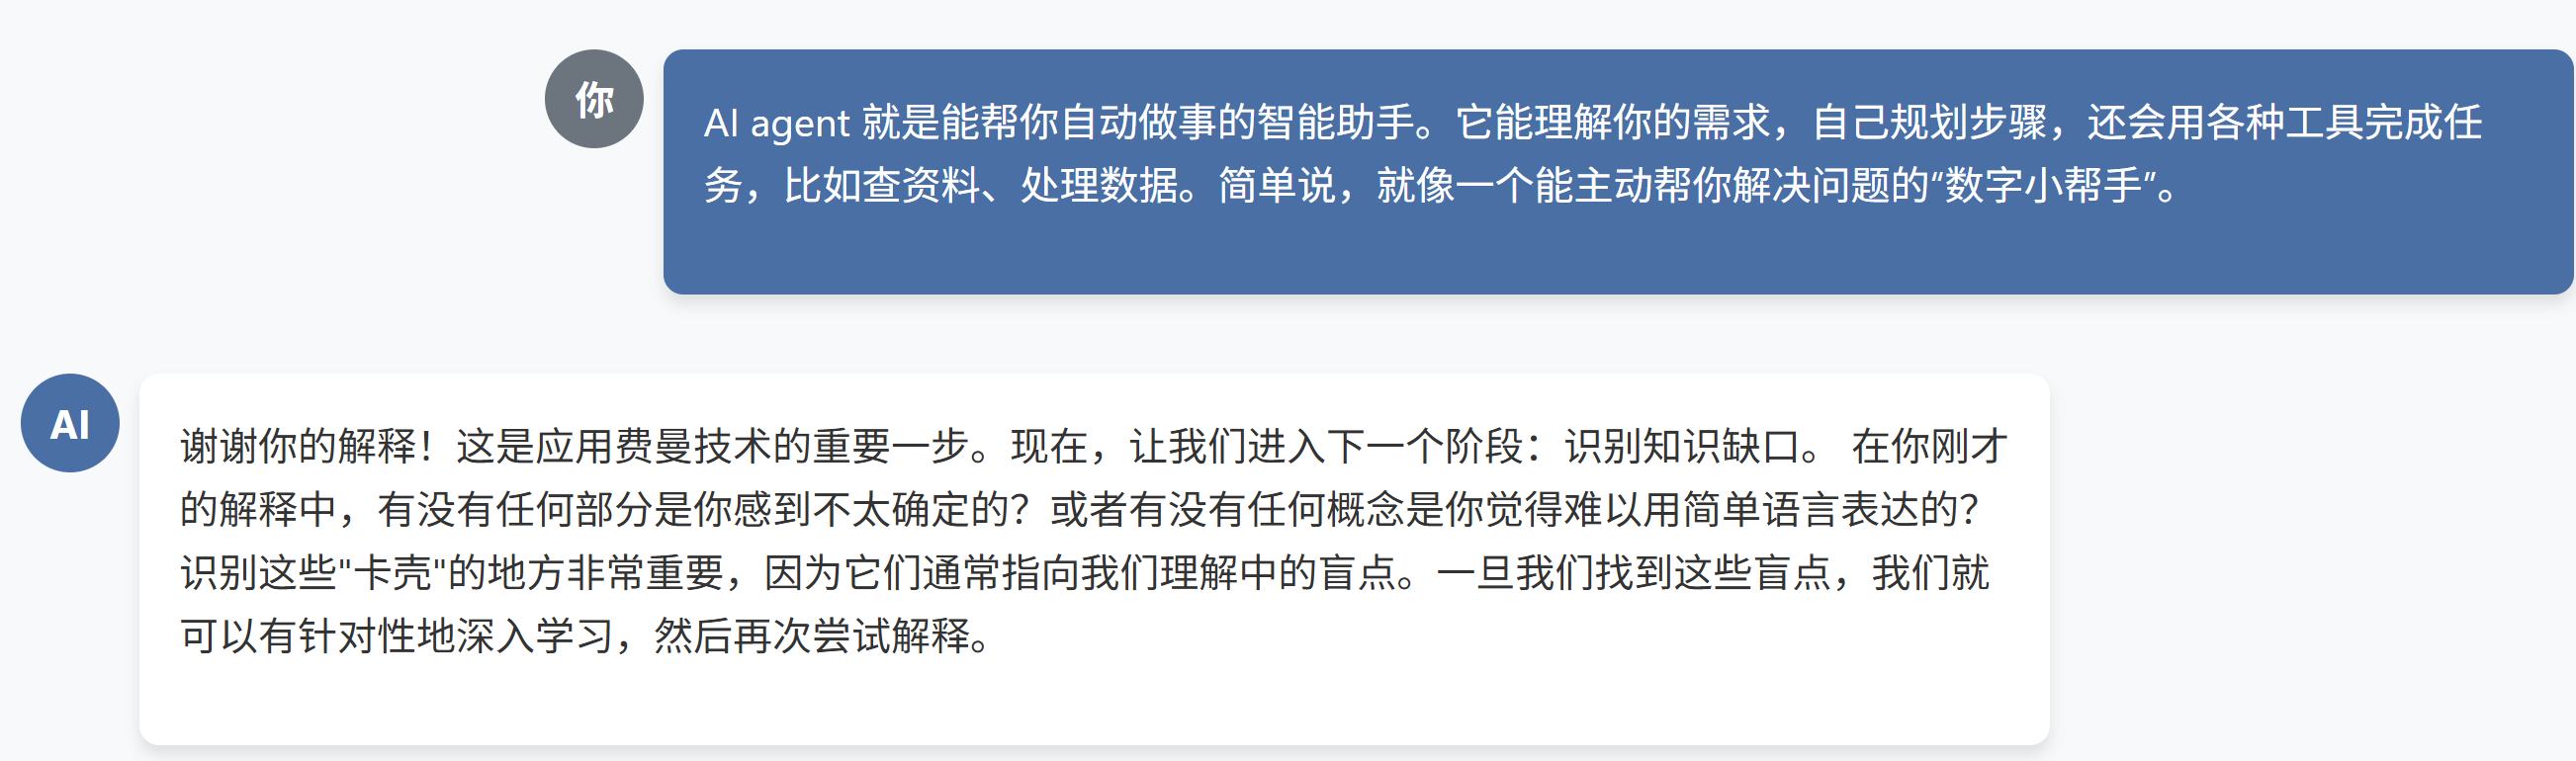 你
AI agent 就是能帮你自动做事的智能助手。它能理解你的需求，自己规划步骤，还会用各种工具完成任
务，比如查资料、处理数据。简单说，就像一个能主动帮你解决问题的“数字小帮手”。
AI
谢谢你的解释！这是应用费曼技术的重要一步。现在，让我们进入下一个阶段：识别知识缺口。 在你刚才
的解释中，有没有任何部分是你感到不太确定的？或者有没有任何概念是你觉得难以用简单语言表达的？
识别这些"卡壳"的地方非常重要，因为它们通常指向我们理解中的盲点。一旦我们找到这些盲点，我们就
可以有针对性地深入学习，然后再次尝试解释。